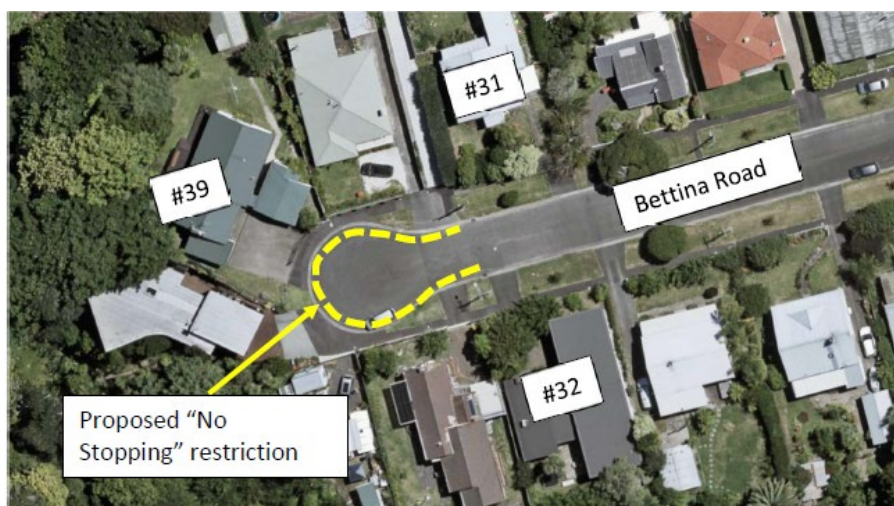 #31
Bettina Road
#39
#32
Proposed “No
Stopping” restriction